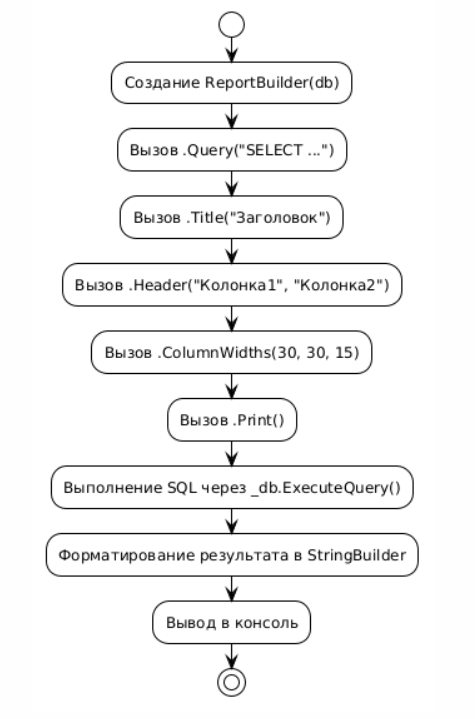 Создание ReportBuilder(db)
Вызов .Query("SELECT ...")
Вызов .Title("Заголовок")
Вызов .Header("Колонка1", "Колонка2")
Вызов .ColumnWidths(30, 30, 15)
Вызов .Print()
Выполнение SQL через _db.ExecuteQuery()
Форматирование результата в StringBuilder
Вывод в консоль